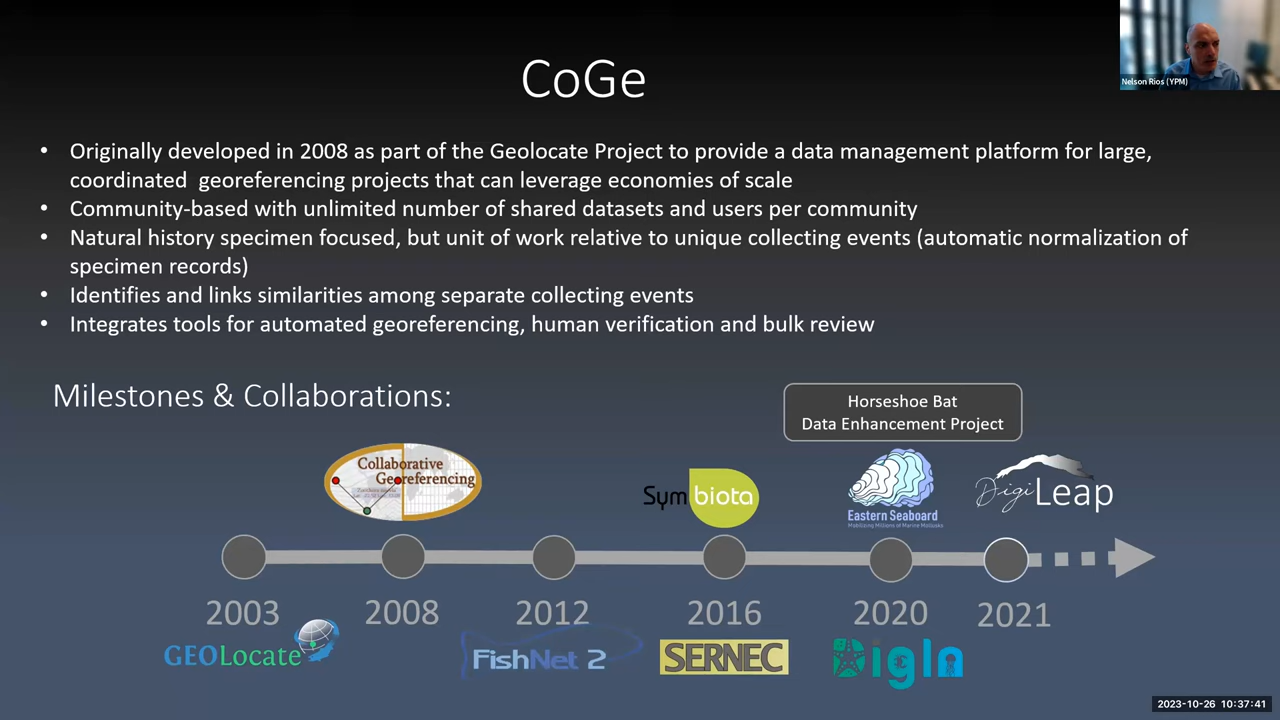 CoGe
Nelson Rios (YPM)
• Originally developed in 2008 as part of the Geolocate Project to provide a data management platform for large,
coordinated georeferencing projects that can leverage economies of scale
• Community-based with unlimited number of shared datasets and users per community
• Natural history specimen focused, but unit of work relative to unique collecting events (automatic normalization of
specimen records)
• Identifies and links similarities among separate collecting events
• Integrates tools for automated georeferencing, human verification and bulk review
Milestones & Collaborations:
Horseshoe Bat
Data Enhancement Project
Collaborative
Georeferencing
Symbiota
Eastern Seaboard
Mobilizing Millions of Marine Mollusks
DigiLeap
2003
2008
2012
2016
2020
2021
GEOLocate
FishNet 2
SERNEC
DigIn
2023-10-26 10:37:41